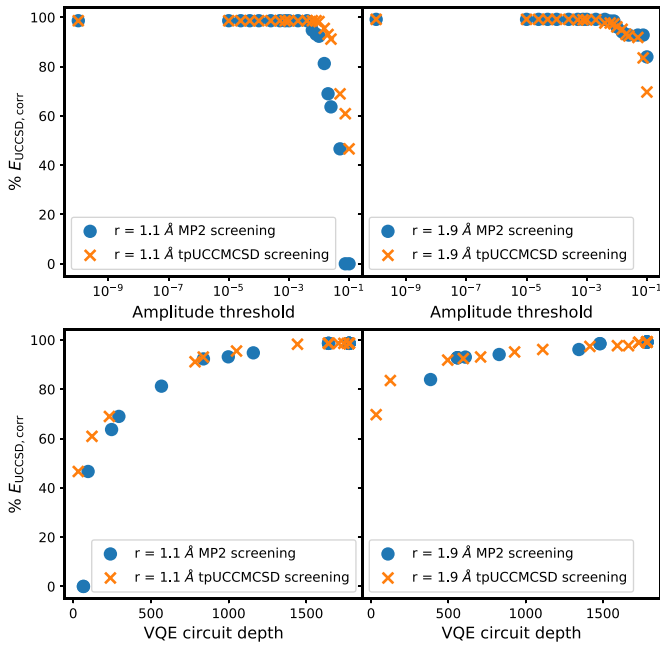 % E_UCCSD,corr
100
80
60
40
20
0
r = 1.1 Å MP2 screening
r = 1.1 Å tpUCCMCSD screening
r = 1.9 Å MP2 screening
r = 1.9 Å tpUCCMCSD screening
10⁻⁹ 10⁻⁷ 10⁻⁵ 10⁻³ 10⁻¹
10⁻⁹ 10⁻⁷ 10⁻⁵ 10⁻³ 10⁻¹
Amplitude threshold
Amplitude threshold
% E_UCCSD,corr
100
80
60
40
20
0
r = 1.1 Å MP2 screening
r = 1.1 Å tpUCCMCSD screening
r = 1.9 Å MP2 screening
r = 1.9 Å tpUCCMCSD screening
0 500 1000 1500
0 500 1000 1500
VQE circuit depth
VQE circuit depth